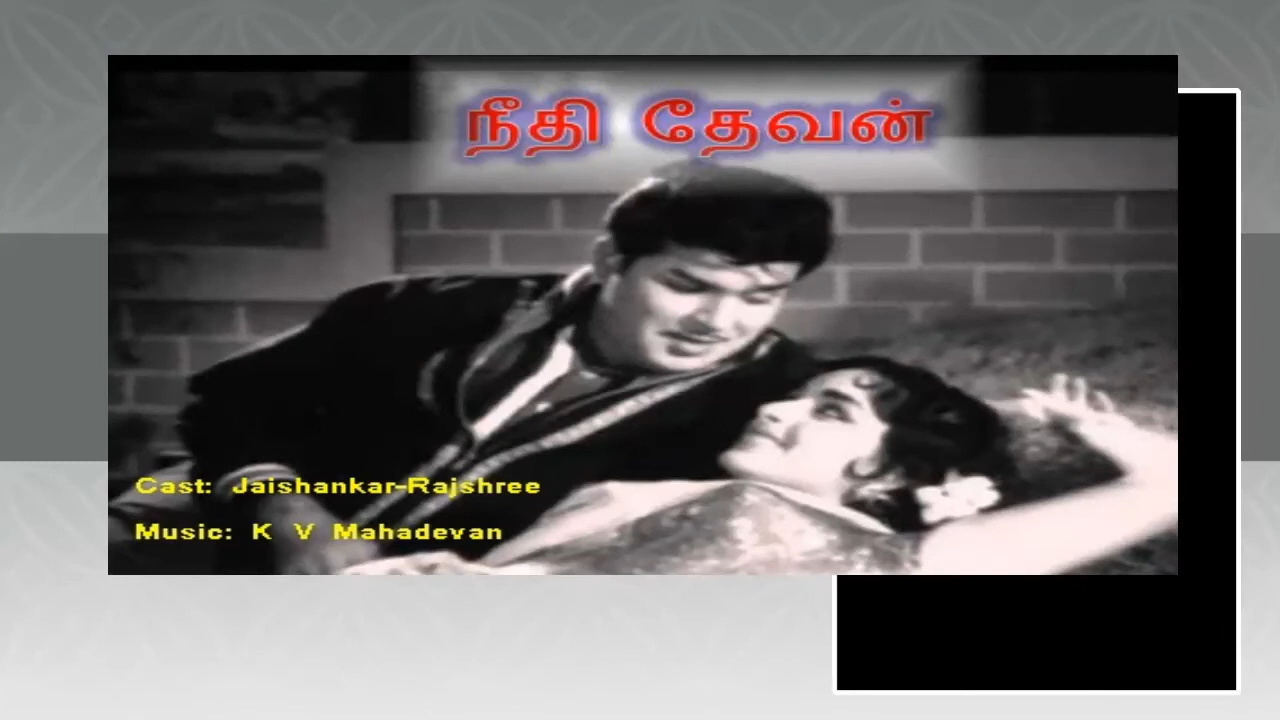 நீதி தேவன்
Cast: Jaishankar-Rajshree
Music: K V Mahadevan